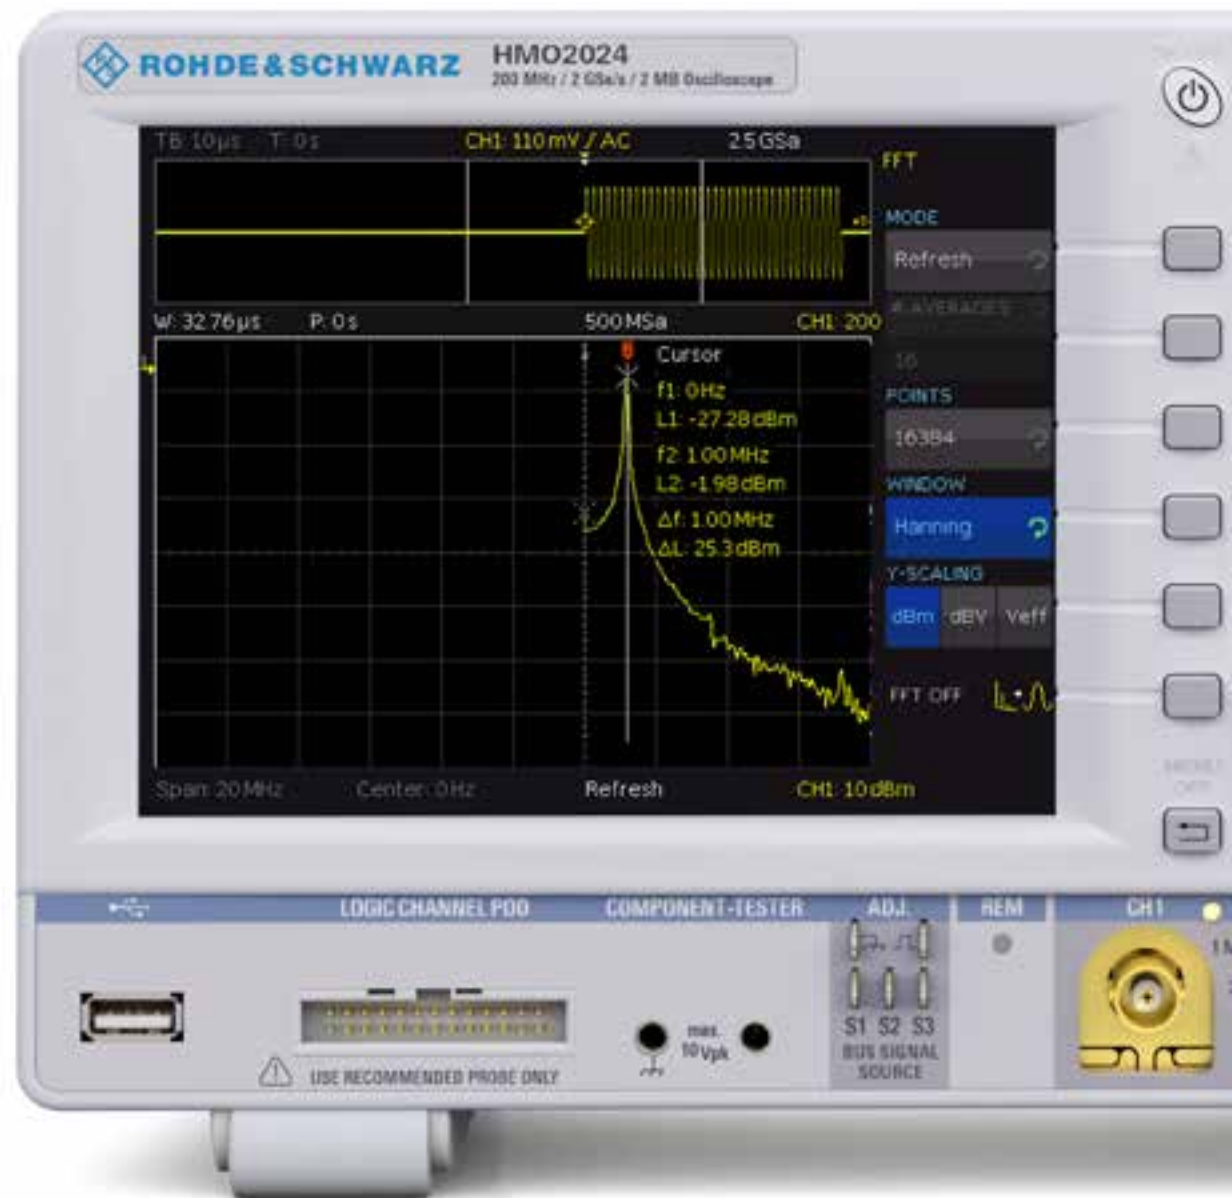 ROHDE & SCHWARZ
HMO2024
200 MHz / 2 GSa/s / 2 MB Oscilloscope
TB: 10µs T: 0s CH1: 110mV / AC 2.5GSa
FFT
MODE
Refresh
# AVERAGES
16
W: 32.76µs P: 0s 500MSa CH1: 200
Cursor
f1: 0Hz
L1: -27.28dBm
f2: 1.00MHz
L2: -1.98dBm
Δf: 1.00MHz
ΔL: 25.3dBm
POINTS
16384
WINDOW
Hanning
Y-SCALING
dBm dBV Veff
FFT OFF
Span: 20MHz Center: 0Hz Refresh CH1: 10dBm
LOGIC CHANNEL POD COMPONENT-TESTER ADJ. REM CH1
max.
10Vpk
S1 S2 S3
BUS SIGNAL
SOURCE
USE RECOMMENDED PROBE ONLY